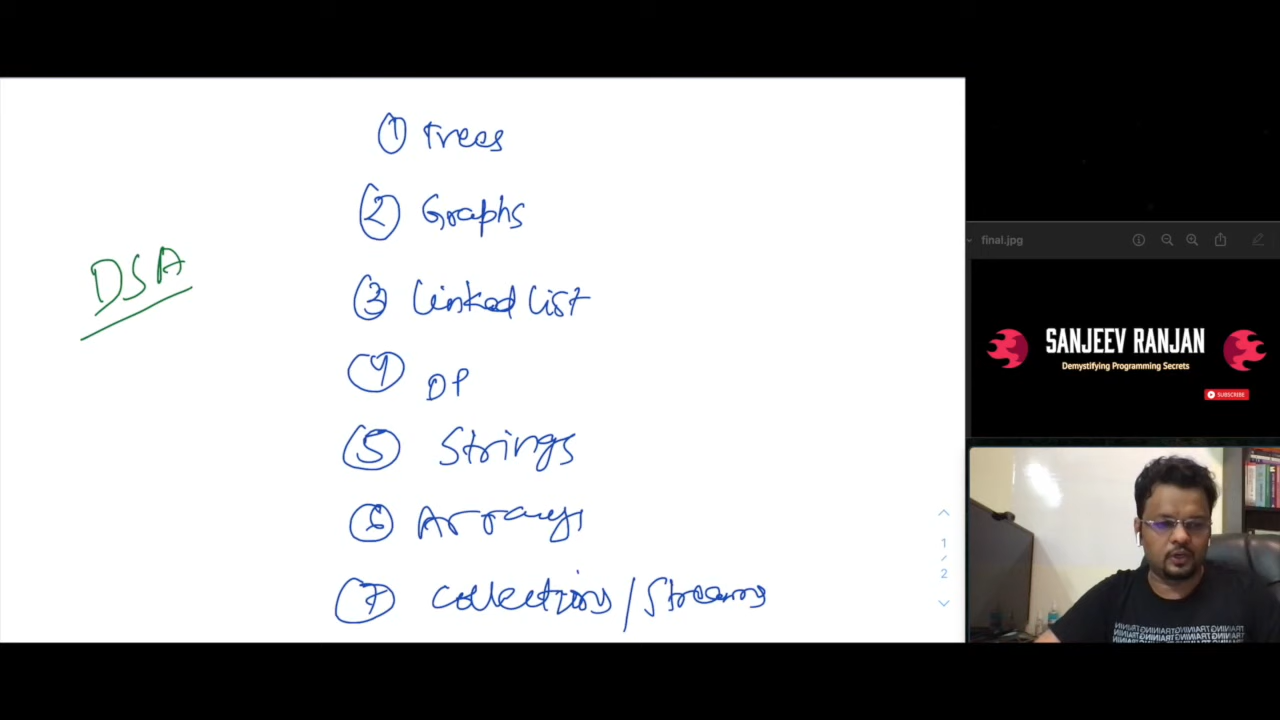 ① Trees
② Graphs
DSA
③ Linked list
④ DP
⑤ Strings
⑥ Arrays
⑦ Collections / Streams
1
2
final.jpg
SANJEEV RANJAN
Demystifying Programming Secrets
SUBSCRIBE